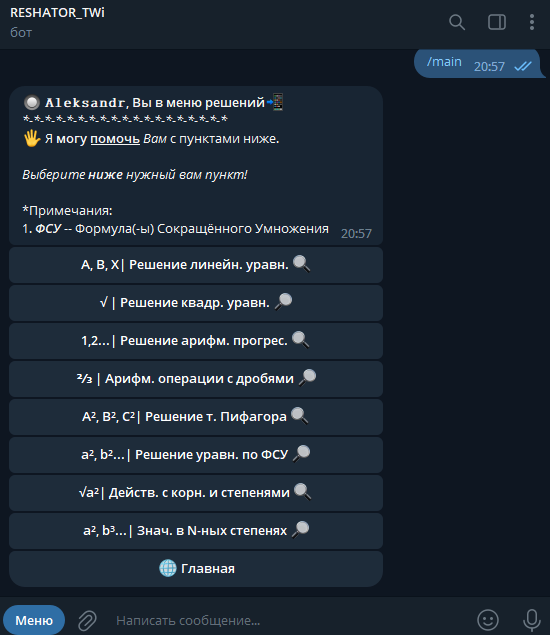 RESHATOR_TWi
бот
/main 20:57
Aleksandr, Вы в меню решений
*-*-*-*-*-*-*-*-*-*-*-*-*-*-*-*-*-*-*
Я могу помочь Вам с пунктами ниже.
Выберите ниже нужный вам пункт!
*Примечания:
1. ФСУ -- Формула(-ы) Сокращённого Умножения 20:57
A, B, X| Решение линейн. уравн.
√ | Решение квадр. уравн.
1,2...| Решение арифм. прогрес.
²/₃ | Арифм. операции с дробями
A², B², C²| Решение т. Пифагора
a², b²...| Решение уравн. по ФСУ
√a²| Действ. с корн. и степенями
a², b³...| Знач. в N-ных степенях
Главная
Меню
Написать сообщение...